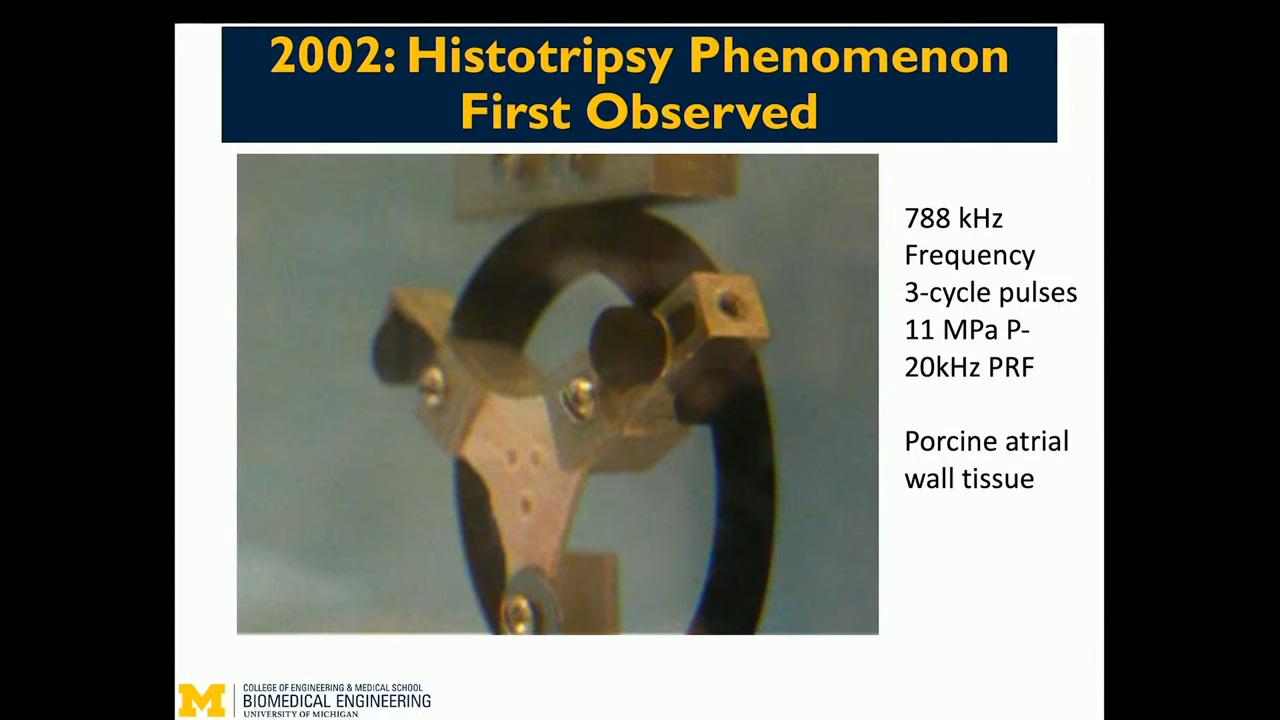 2002: Histotripsy Phenomenon
First Observed
788 kHz
Frequency
3-cycle pulses
11 MPa P-
20kHz PRF
Porcine atrial
wall tissue
M
COLLEGE OF ENGINEERING & MEDICAL SCHOOL
BIOMEDICAL ENGINEERING
UNIVERSITY OF MICHIGAN